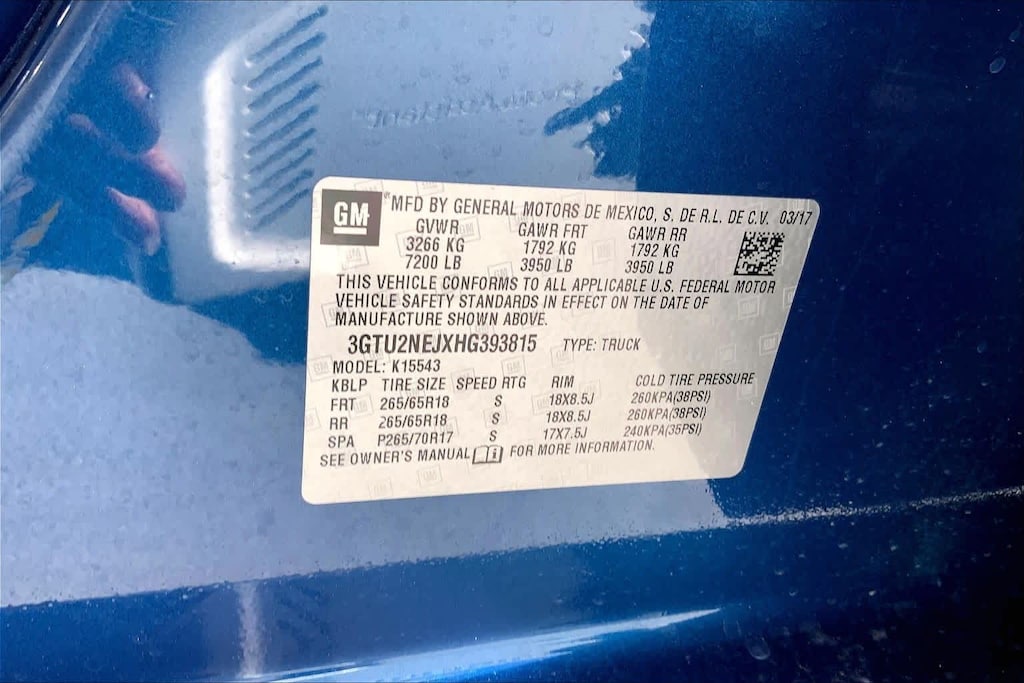 GM
MFD BY GENERAL MOTORS DE MEXICO, S. DE R.L. DE C.V. 03/17
GVWR GAWR FRT GAWR RR
3266 KG 1792 KG 1792 KG
7200 LB 3950 LB 3950 LB
THIS VEHICLE CONFORMS TO ALL APPLICABLE U.S. FEDERAL MOTOR
VEHICLE SAFETY STANDARDS IN EFFECT ON THE DATE OF
MANUFACTURE SHOWN ABOVE.
3GTU2NEJXHG393815 TYPE: TRUCK
MODEL: K15543
KBLP TIRE SIZE SPEED RTG RIM COLD TIRE PRESSURE
FRT 265/65R18 S 18X8.5J 260KPA(38PSI)
RR 265/65R18 S 18X8.5J 260KPA(38PSI)
SPA P265/70R17 S 17X7.5J 240KPA(35PSI)
SEE OWNER'S MANUAL FOR MORE INFORMATION.